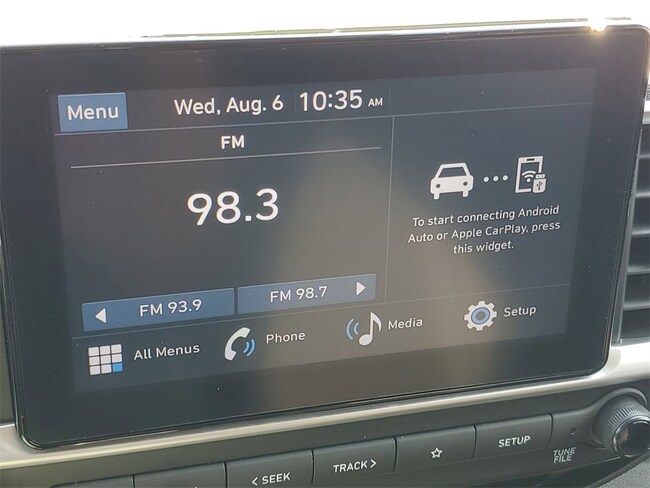 Menu
Wed, Aug. 6 10:35 AM
FM
98.3
To start connecting Android
Auto or Apple CarPlay, press
this widget.
FM 93.9
FM 98.7
All Menus
Phone
Media
Setup
< SEEK
TRACK >
SETUP
TUNE
FILE